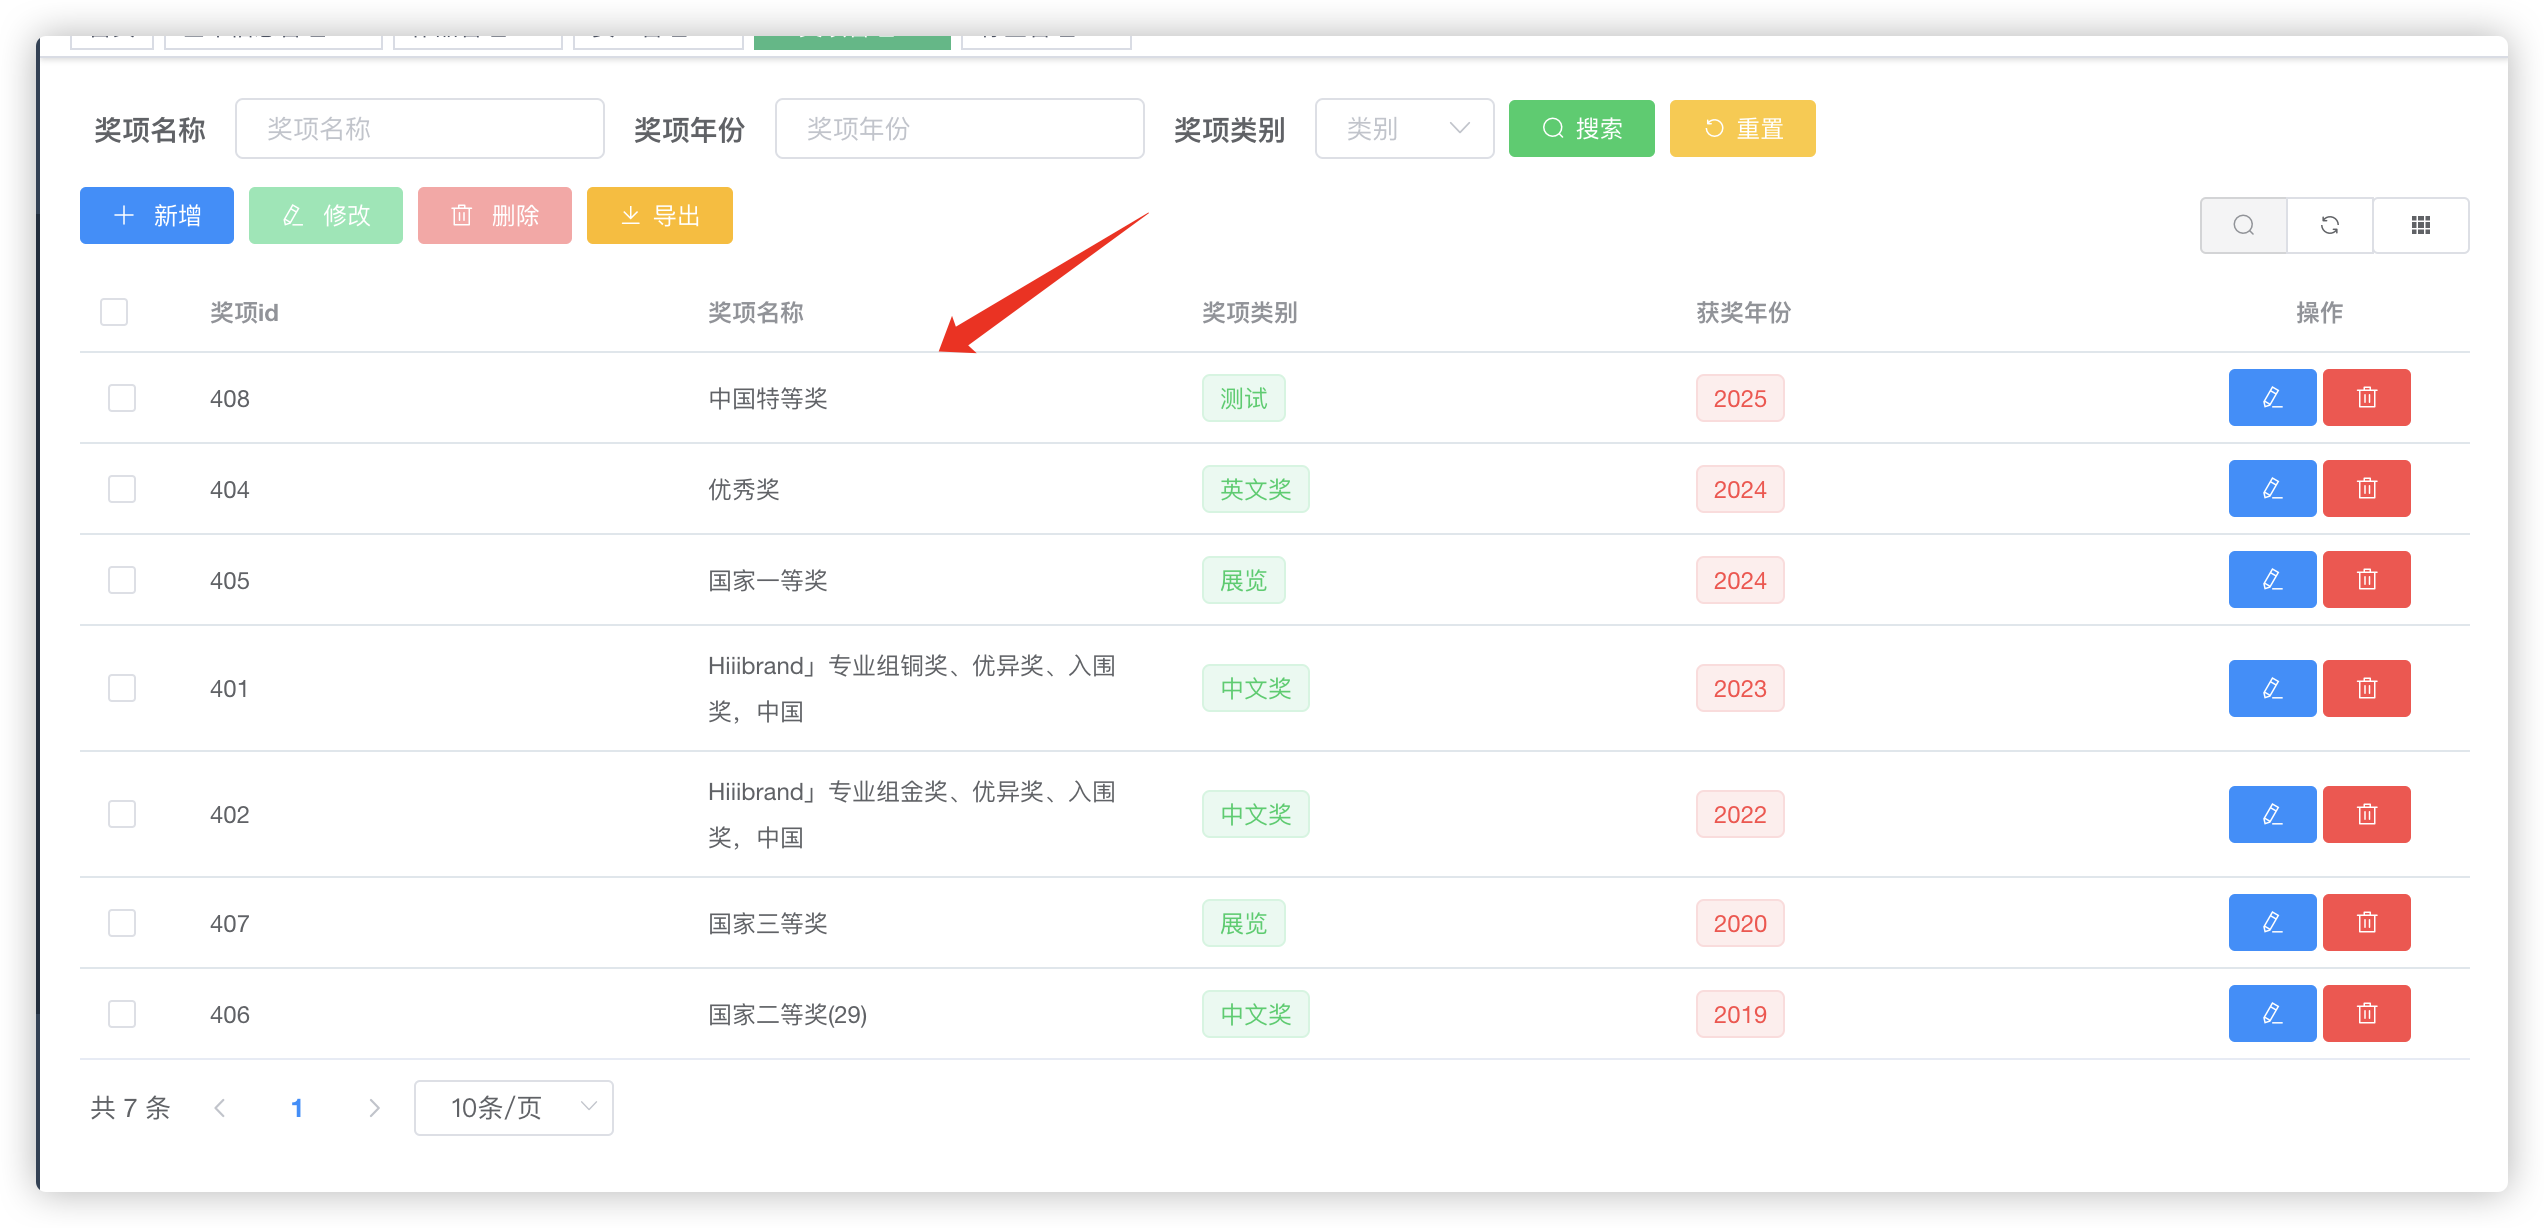 奖项名称 奖项名称 奖项年份 奖项年份 奖项类别 类别 搜索 重置
新增 修改 删除 导出
奖项id 奖项名称 奖项类别 获奖年份 操作
408 中国特等奖 测试 2025
404 优秀奖 英文奖 2024
405 国家一等奖 展览 2024
401 Hiiibrand」专业组铜奖、优异奖、入围奖，中国 中文奖 2023
402 Hiiibrand」专业组金奖、优异奖、入围奖，中国 中文奖 2022
407 国家三等奖 展览 2020
406 国家二等奖(29) 中文奖 2019
共 7 条 1 10条/页